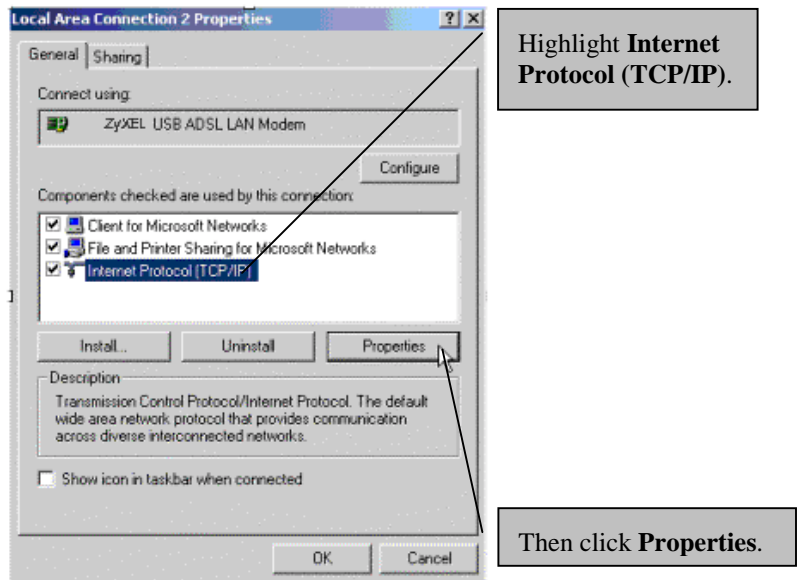 Local Area Connection 2 Properties
General Sharing
Connect using:
ZyXEL USB ADSL LAN Modem
Configure
Components checked are used by this connection:
Client for Microsoft Networks
File and Printer Sharing for Microsoft Networks
Internet Protocol (TCP/IP)
Install... Uninstall Properties
Description
Transmission Control Protocol/Internet Protocol. The default
wide area network protocol that provides communication
across diverse interconnected networks.
Show icon in taskbar when connected
OK Cancel
Highlight Internet
Protocol (TCP/IP).
Then click Properties.